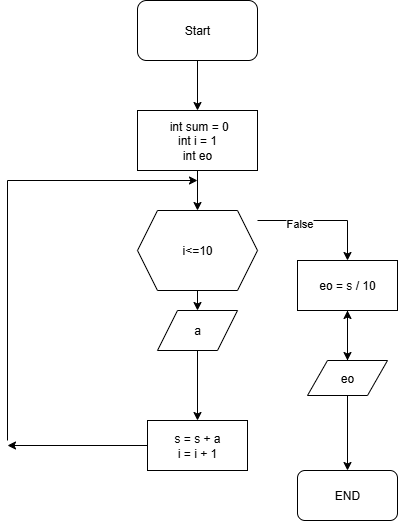 Start
int sum = 0
int i = 1
int eo
i<=10
False
eo = s / 10
a
eo
s = s + a
i = i + 1
END